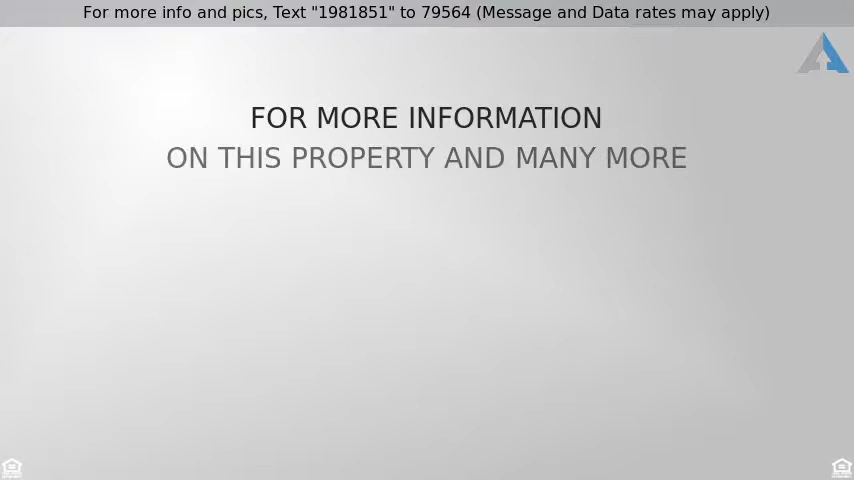 For more info and pics, Text "1981851" to 79564 (Message and Data rates may apply)
FOR MORE INFORMATION
ON THIS PROPERTY AND MANY MORE